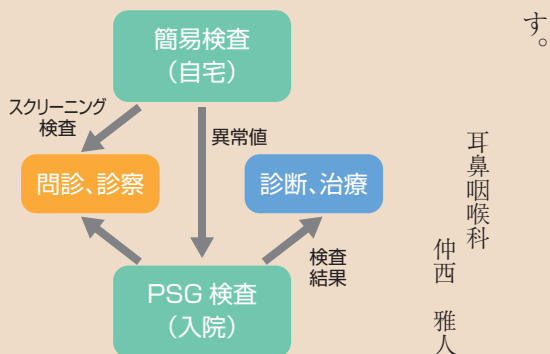 す。
耳鼻咽喉科
仲西 雅人
簡易検査
（自宅）
スクリーニング
検査
異常値
問診、診察
診断、治療
検査
結果
PSG 検査
（入院）